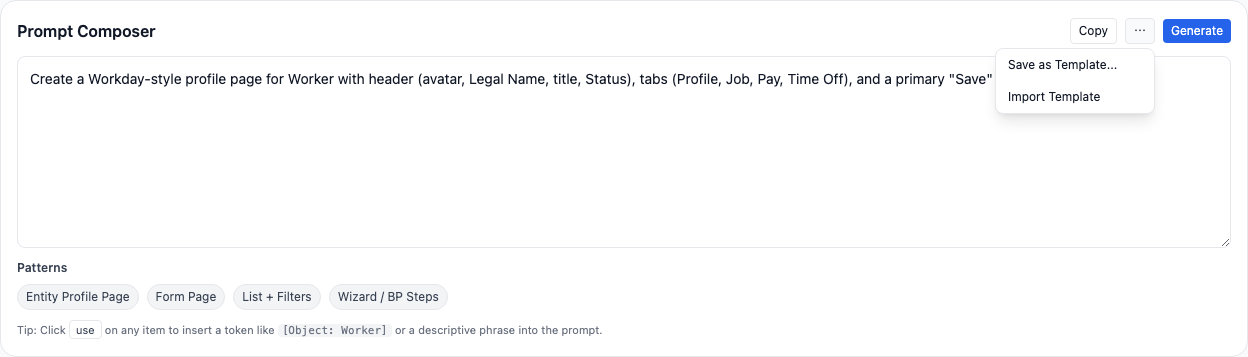 Prompt Composer
Copy
...
Generate
Create a Workday-style profile page for Worker with header (avatar, Legal Name, title, Status), tabs (Profile, Job, Pay, Time Off), and a primary "Save"
Save as Template...
Import Template
Patterns
Entity Profile Page
Form Page
List + Filters
Wizard / BP Steps
Tip: Click use on any item to insert a token like [Object: Worker] or a descriptive phrase into the prompt.